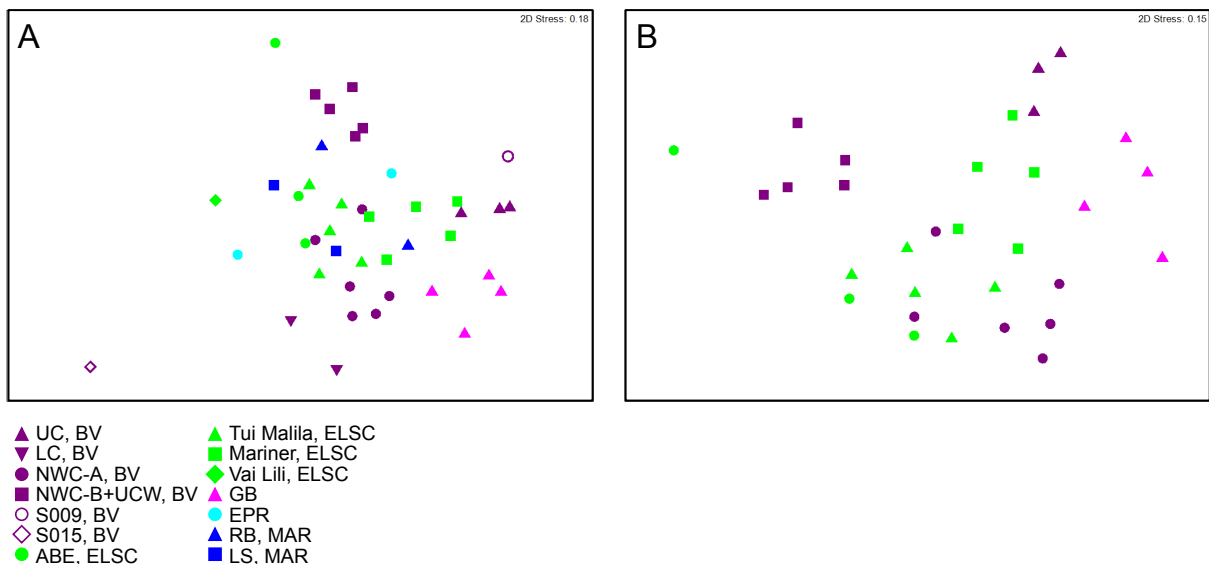 A
2D Stress: 0.18
B
2D Stress: 0.15
UC, BV
LC, BV
NWC-A, BV
NWC-B+UCW, BV
S009, BV
S015, BV
ABE, ELSC
Tui Malila, ELSC
Mariner, ELSC
Vai Lili, ELSC
GB
EPR
RB, MAR
LS, MAR